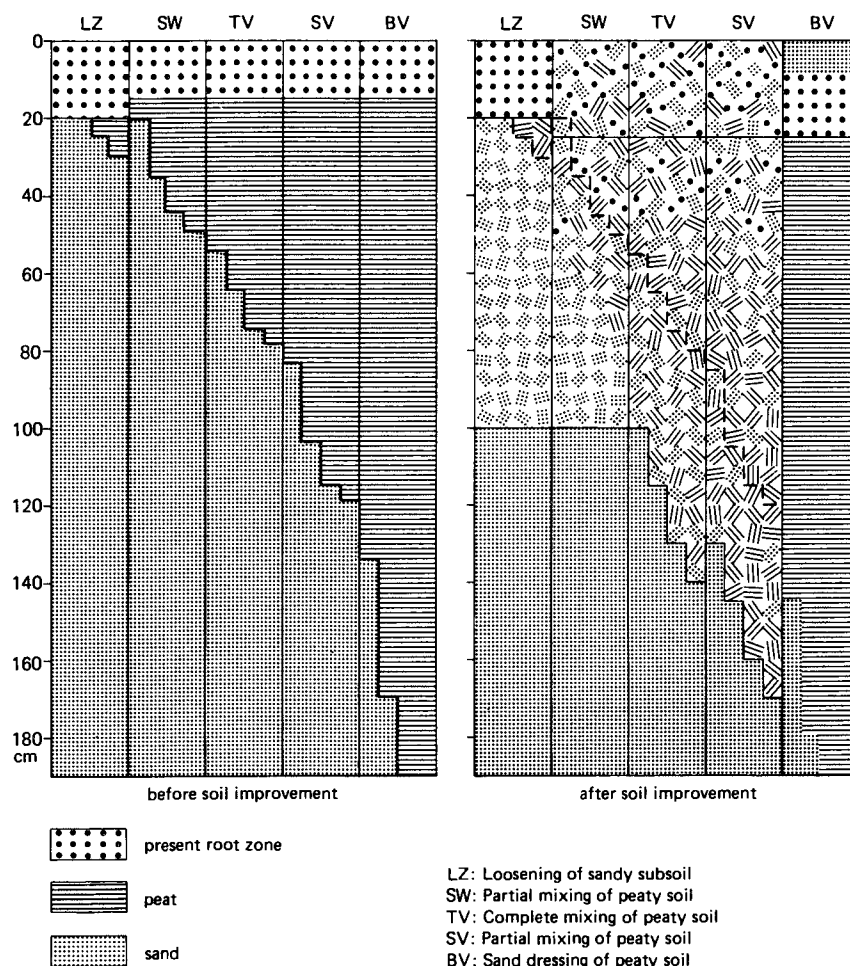 LZ SW TV SV BV
LZ SW TV SV BV
0
20
40
60
80
100
120
140
160
180
cm
before soil improvement
after soil improvement
present root zone
peat
sand
LZ: Loosening of sandy subsoil
SW: Partial mixing of peaty soil
TV: Complete mixing of peaty soil
SV: Partial mixing of peaty soil
BV: Sand dressing of peaty soil